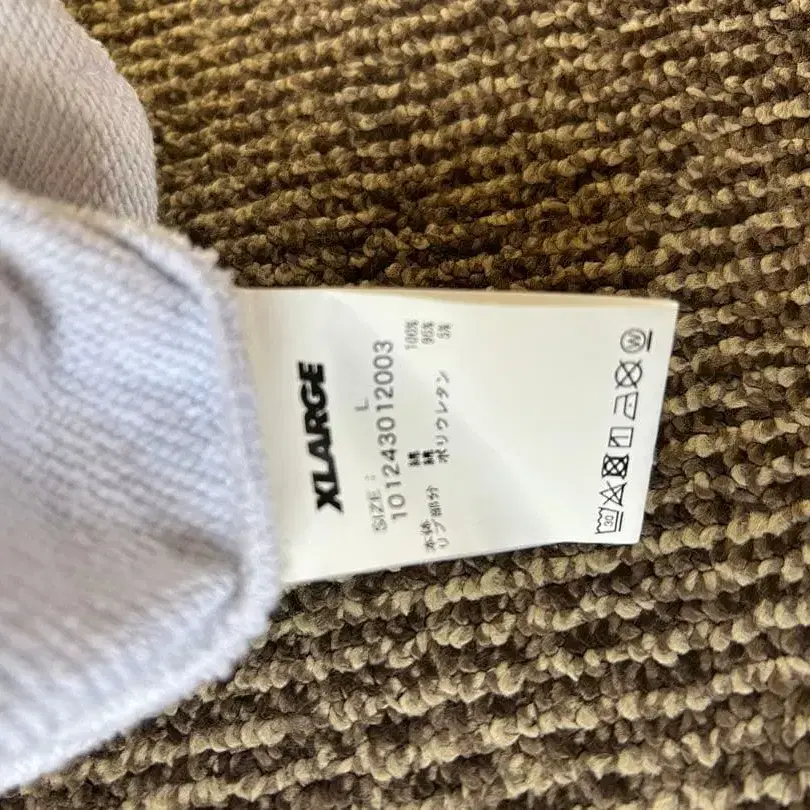 XLARGE
SIZE : L
101243012003
本体 綿 100%
リブ部分 綿 95%
ポリウレタン 5%
30
W